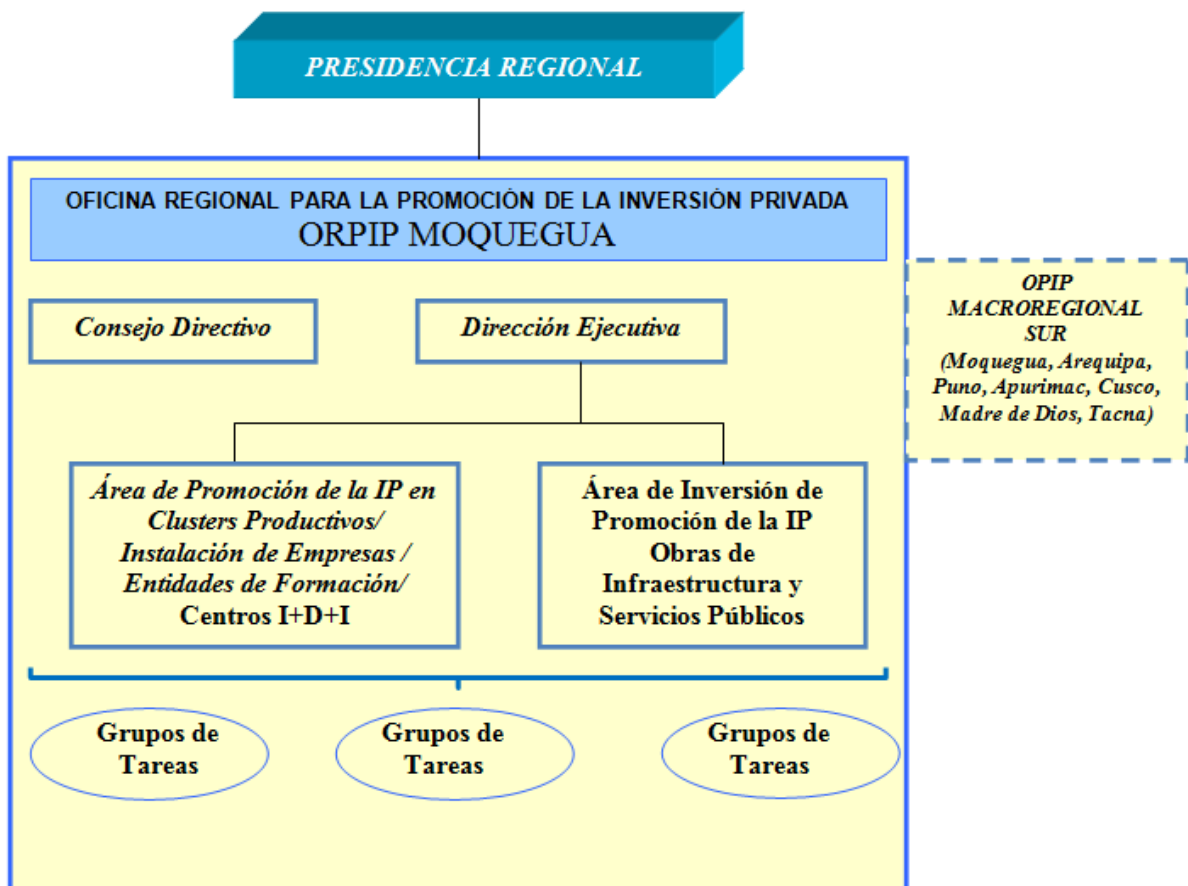 PRESIDENCIA REGIONAL
OFICINA REGIONAL PARA LA PROMOCIÓN DE LA INVERSIÓN PRIVADA
ORPIP MOQUEGUA
Consejo Directivo
Dirección Ejecutiva
OPIP
MACROREGIONAL
SUR
(Moquegua, Arequipa,
Puno, Apurimac, Cusco,
Madre de Dios, Tacna)
Área de Promoción de la IP en
Clusters Productivos/
Instalación de Empresas /
Entidades de Formación/
Centros I+D+I
Área de Inversión de
Promoción de la IP
Obras de
Infraestructura y
Servicios Públicos
Grupos de
Tareas
Grupos de
Tareas
Grupos de
Tareas